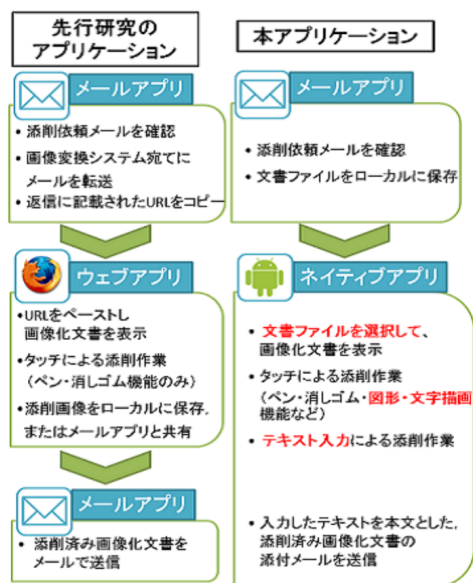 先行研究の
アプリケーション
メールアプリ
• 添削依頼メールを確認
• 画像変換システム宛てに
メールを転送
• 返信に記載されたURLをコピー
ウェブアプリ
•URLをペーストし
画像化文書を表示
• タッチによる添削作業
(ペン・消しゴム機能のみ)
• 添削画像をローカルに保存,
またはメールアプリと共有
メールアプリ
• 添削済み画像化文書を
メールで送信
本アプリケーション
メールアプリ
• 添削依頼メールを確認
• 文書ファイルをローカルに保存
ネイティブアプリ
• 文書ファイルを選択して、
画像化文書を表示
• タッチによる添削作業
(ペン・消しゴム・図形・文字描画
機能など)
• テキスト入力による添削作業
• 入力したテキストを本文とした,
添削済み画像化文書の
添付メールを送信